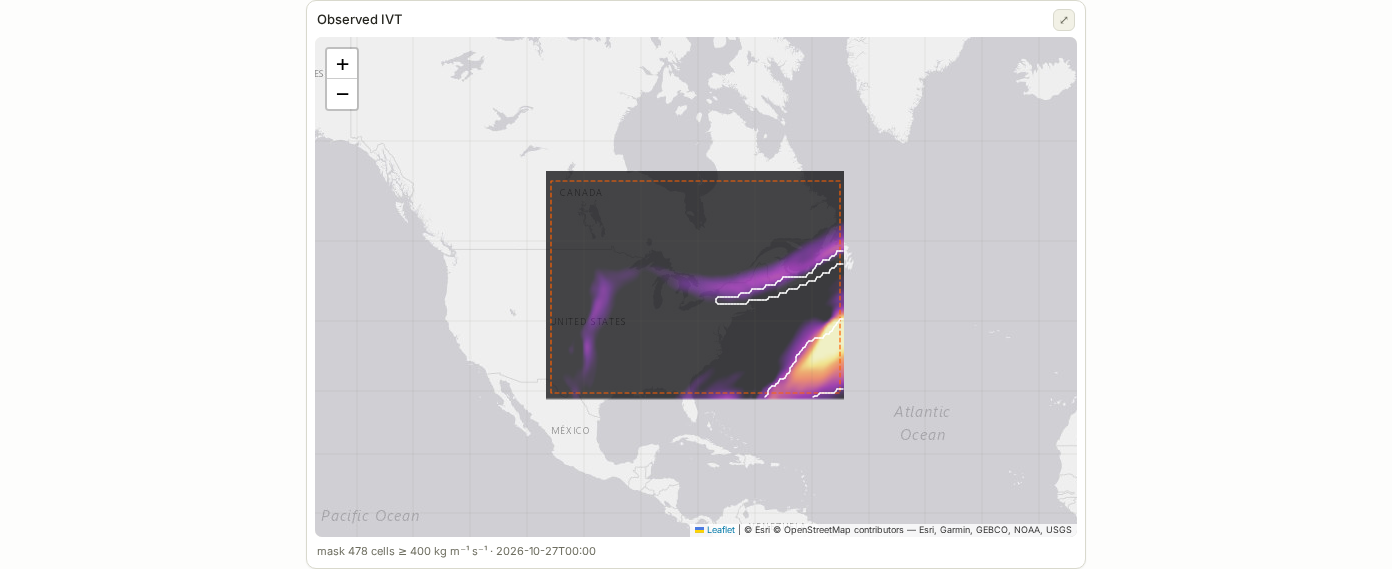 Observed IVT
⤢
+
−
ES
CANADA
UNITED STATES
MÉXICO
Atlantic
Ocean
Pacific Ocean
Leaflet | © Esri © OpenStreetMap contributors — Esri, Garmin, GEBCO, NOAA, USGS
mask 478 cells ≥ 400 kg m⁻¹ s⁻¹ · 2026-10-27T00:00